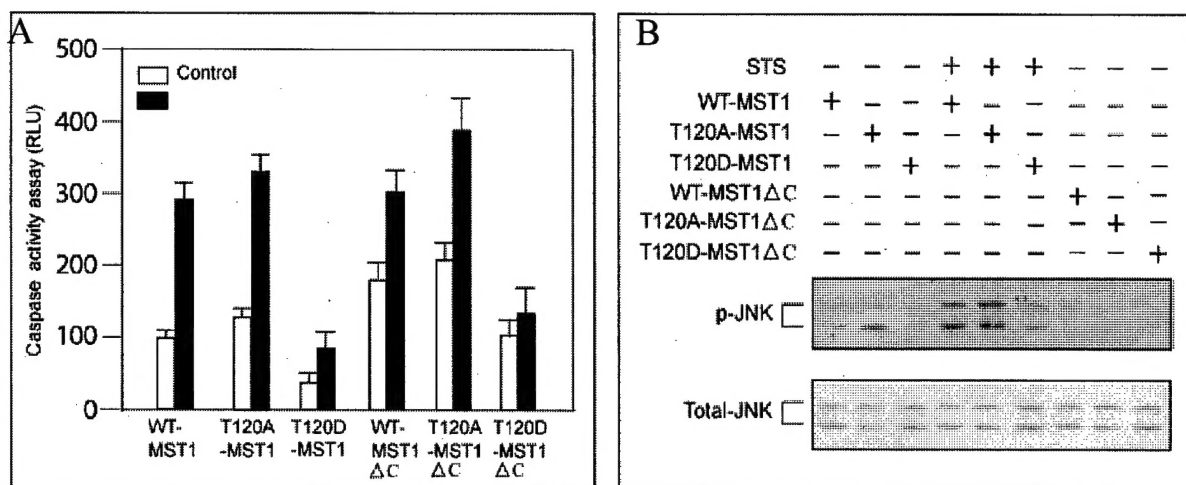 A
500
400
300
200
100
0
Caspase activity assay (RLU)
Control
WT-
MST1
T120A
-MST1
T120D
-MST1
WT-
MST1
ΔC
T120A
-MST1
ΔC
T120D
-MST1
ΔC
B
STS – – – + + + – – –
WT-MST1 + – – + – – – – –
T120A-MST1 – + – – + – – – –
T120D-MST1 – – + – – + – – –
WT-MST1ΔC – – – – – – + – –
T120A-MST1ΔC – – – – – – – + –
T120D-MST1ΔC – – – – – – – – +
p-JNK
Total-JNK